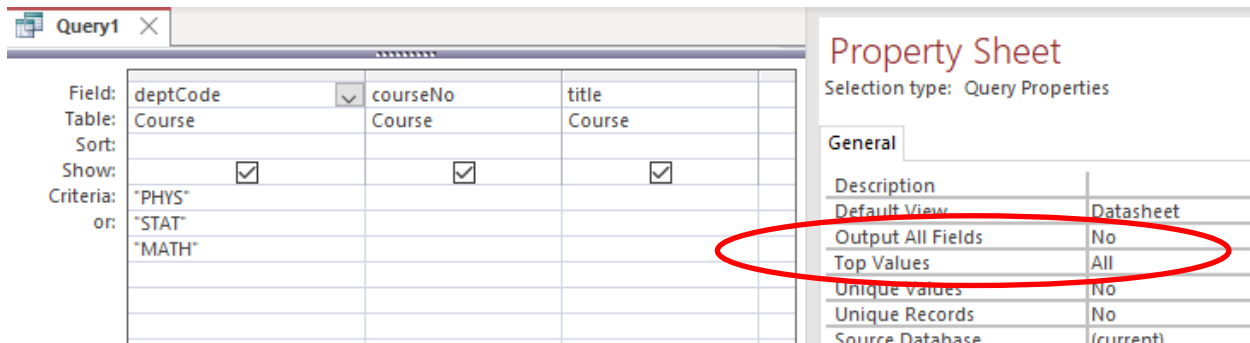 Query1
Field: deptCode courseNo title
Table: Course Course Course
Sort:
Show:
Criteria: "PHYS"
or: "STAT"
"MATH"
Property Sheet
Selection type: Query Properties
General
Description
Default View Datasheet
Output All Fields No
Top Values All
Unique Values No
Unique Records No
Source Database (current)